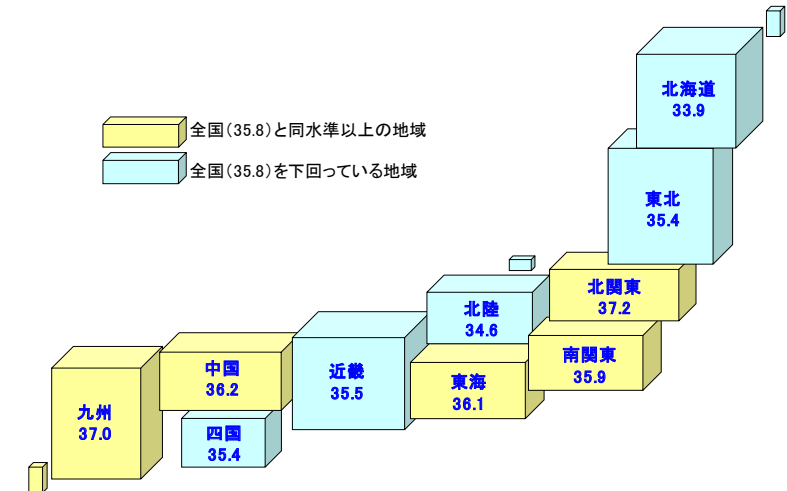 北海道
33.9
全国(35.8)と同水準以上の地域
全国(35.8)を下回っている地域
東北
35.4
北関東
37.2
北陸
34.6
南関東
35.9
中国
36.2
近畿
35.5
東海
36.1
九州
37.0
四国
35.4